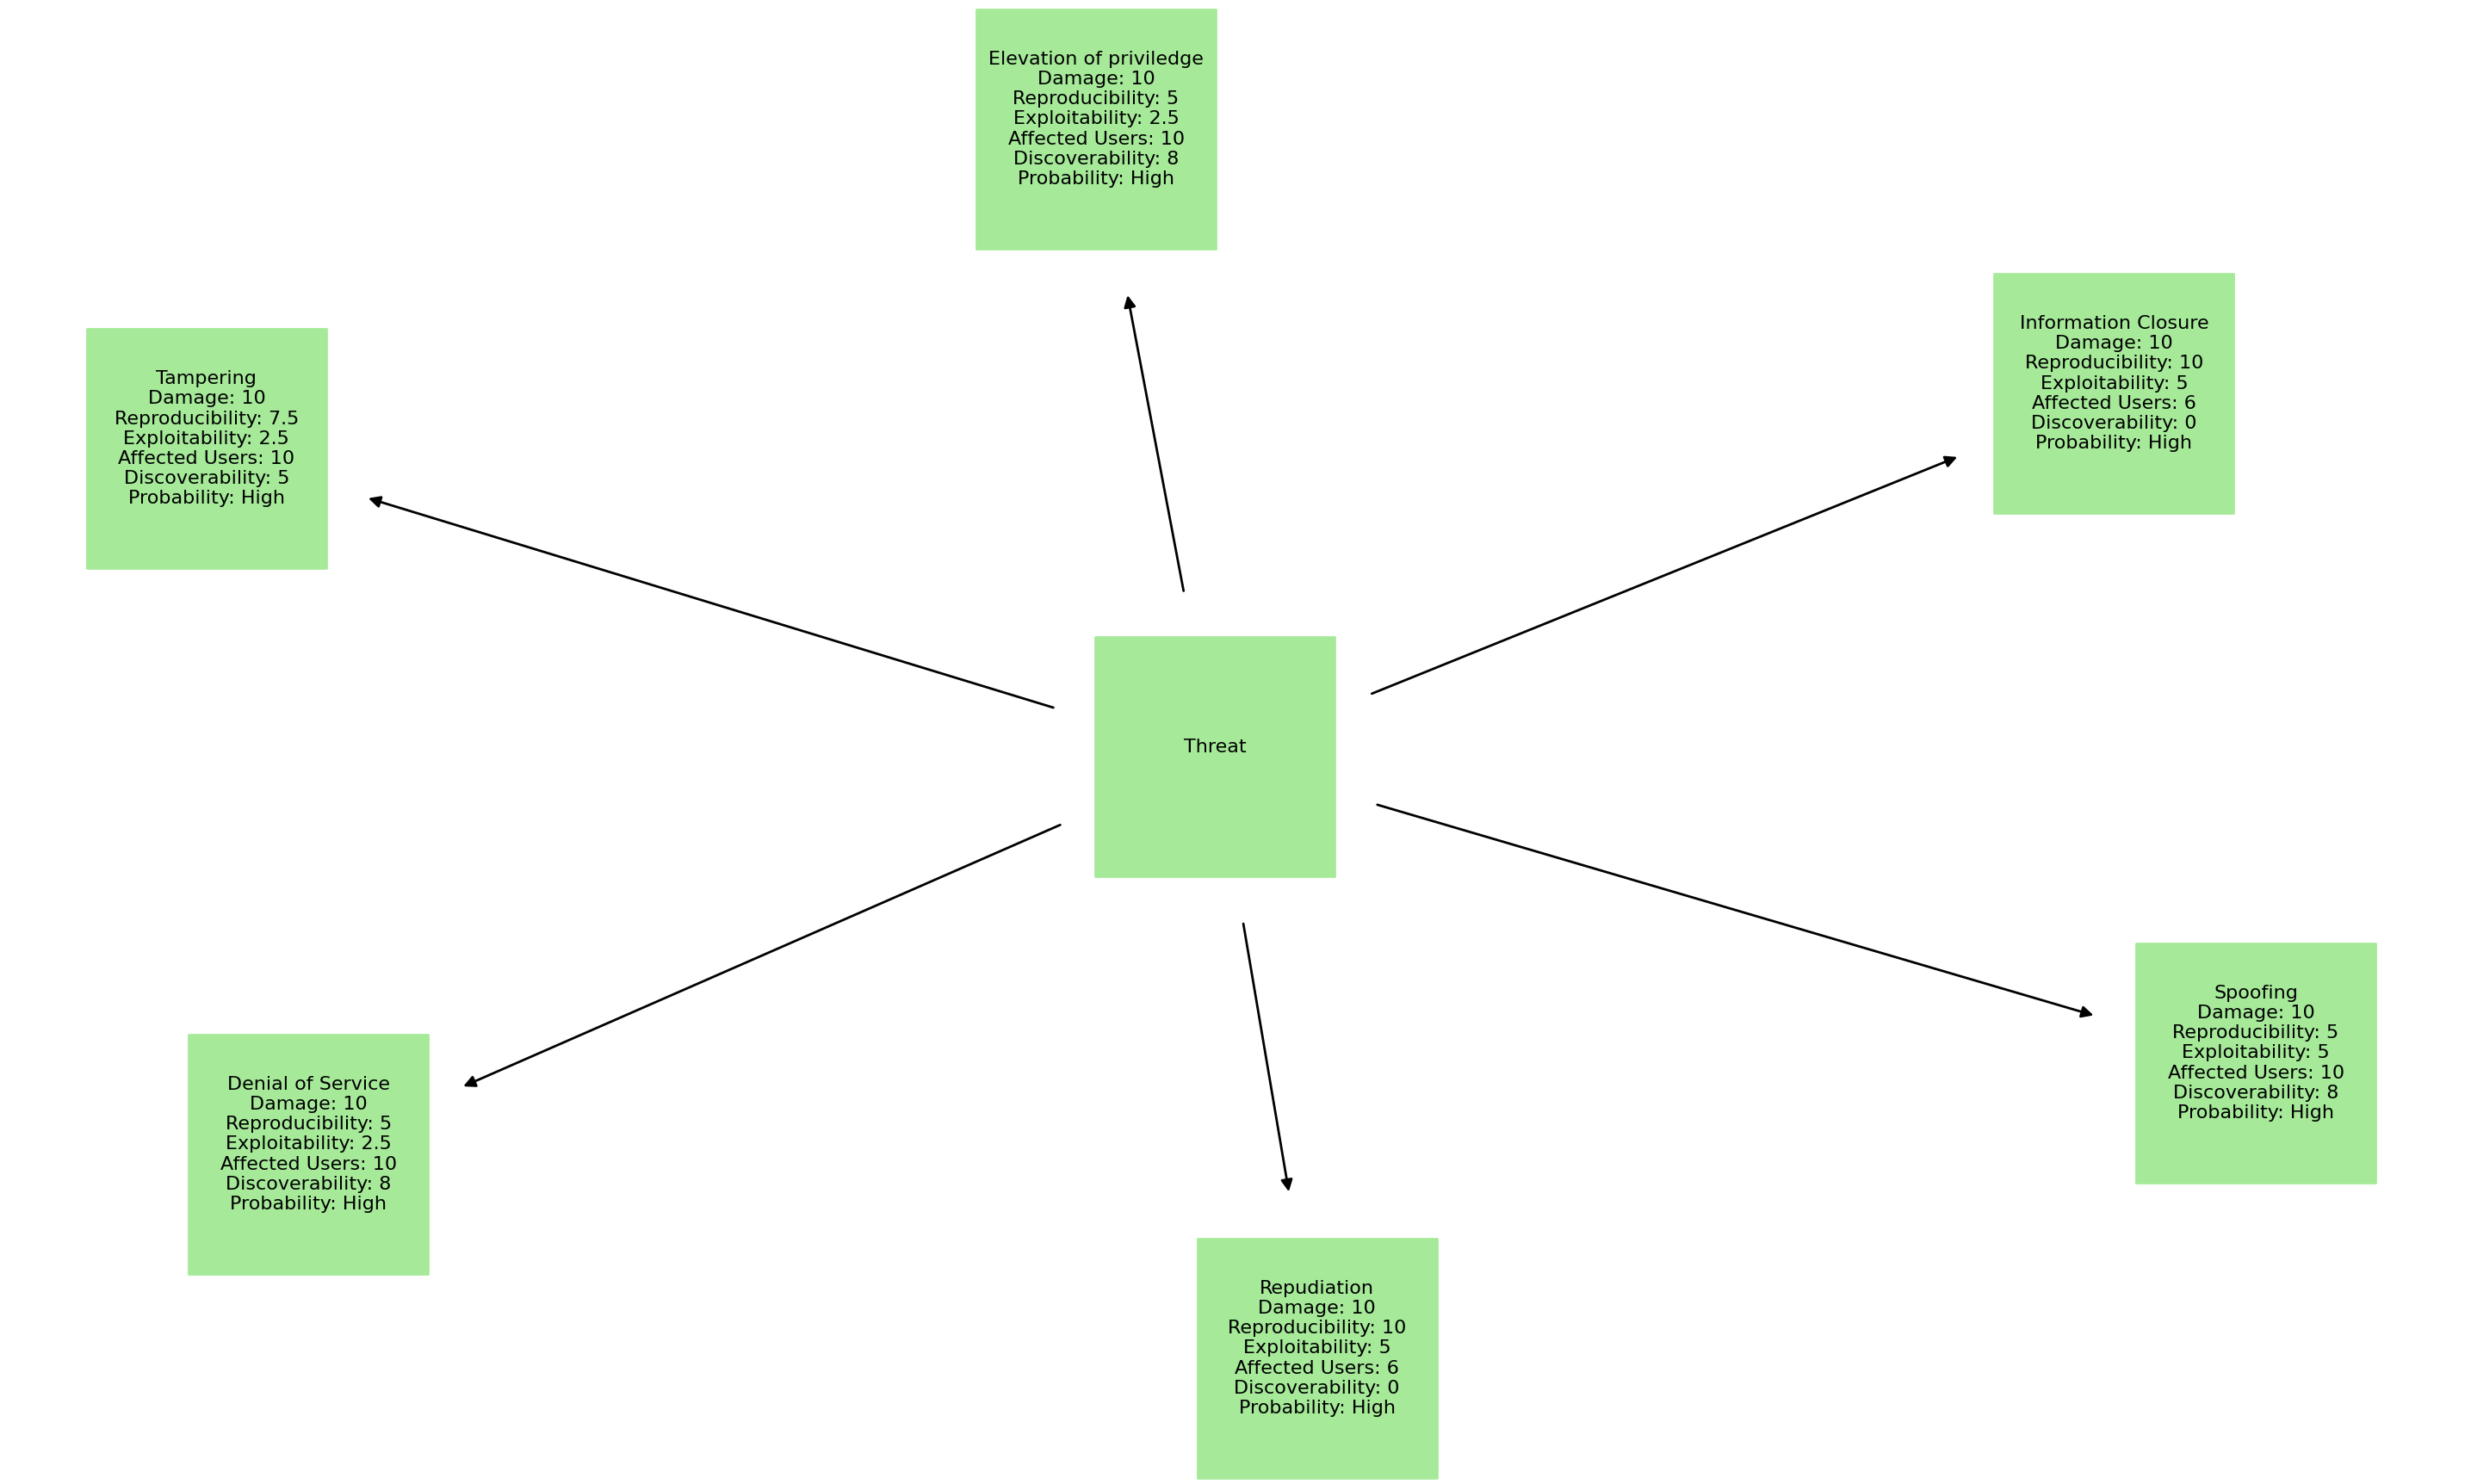 Elevation of priviledge
Damage: 10
Reproducibility: 5
Exploitability: 2.5
Affected Users: 10
Discoverability: 8
Probability: High
Information Closure
Damage: 10
Reproducibility: 10
Exploitability: 5
Affected Users: 6
Discoverability: 0
Probability: High
Tampering
Damage: 10
Reproducibility: 7.5
Exploitability: 2.5
Affected Users: 10
Discoverability: 5
Probability: High
Threat
Spoofing
Damage: 10
Reproducibility: 5
Exploitability: 5
Affected Users: 10
Discoverability: 8
Probability: High
Denial of Service
Damage: 10
Reproducibility: 5
Exploitability: 2.5
Affected Users: 10
Discoverability: 8
Probability: High
Repudiation
Damage: 10
Reproducibility: 10
Exploitability: 5
Affected Users: 6
Discoverability: 0
Probability: High